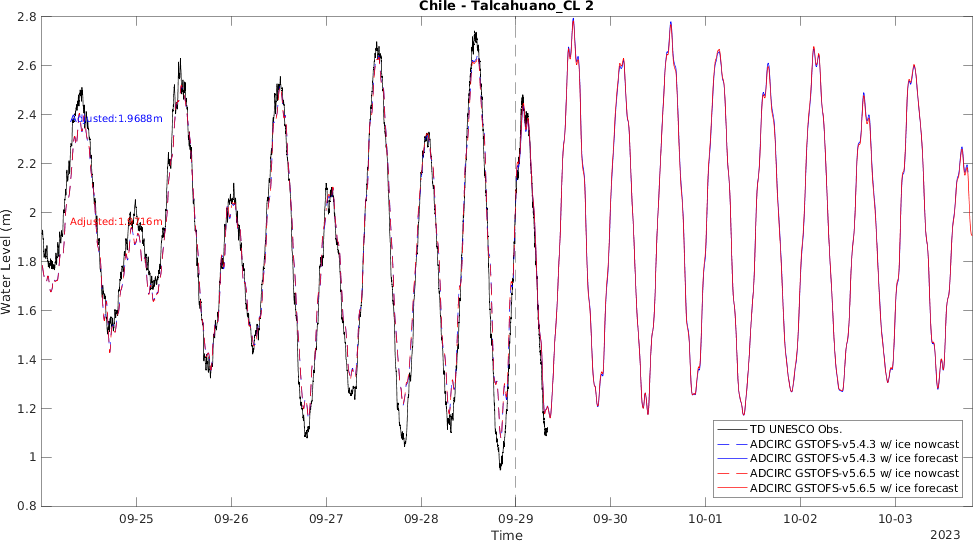 Chile - Talcahuano_CL 2
2.8
2.6
2.4
2.2
2
1.8
1.6
1.4
1.2
1
0.8
Water Level (m)
Adjusted:1.9688m
Adjusted:1.9716m
TD UNESCO Obs.
ADCIRC GSTOFS-v5.4.3 w/ ice nowcast
ADCIRC GSTOFS-v5.4.3 w/ ice forecast
ADCIRC GSTOFS-v5.6.5 w/ ice nowcast
ADCIRC GSTOFS-v5.6.5 w/ ice forecast
09-25
09-26
09-27
09-28
09-29
09-30
10-01
10-02
10-03
Time
2023